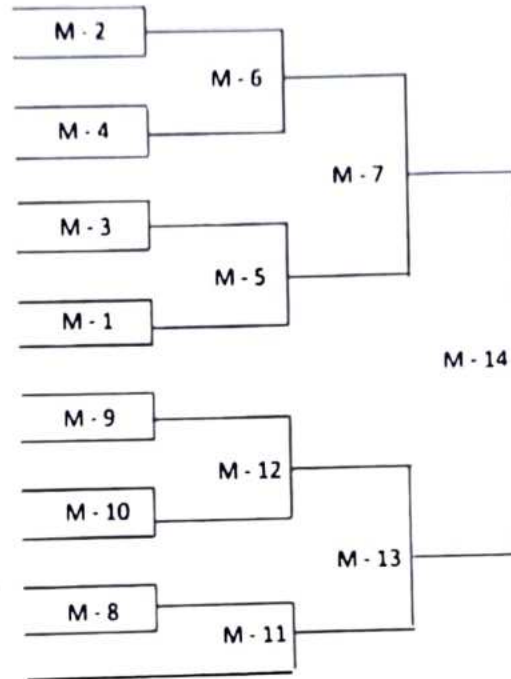 M - 2
M - 6
M - 4
M - 7
M - 3
M - 5
M - 1
M - 14
M - 9
M - 12
M - 10
M - 13
M - 8
M - 11